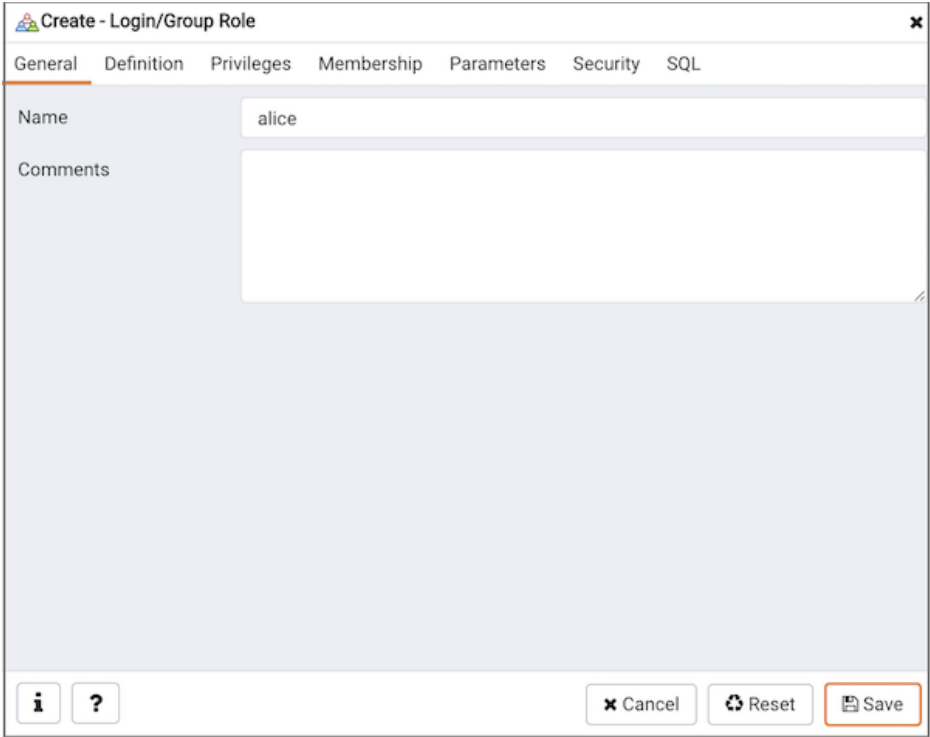 Create - Login/Group Role
General Definition Privileges Membership Parameters Security SQL
Name alice
Comments
i ? Cancel Reset Save